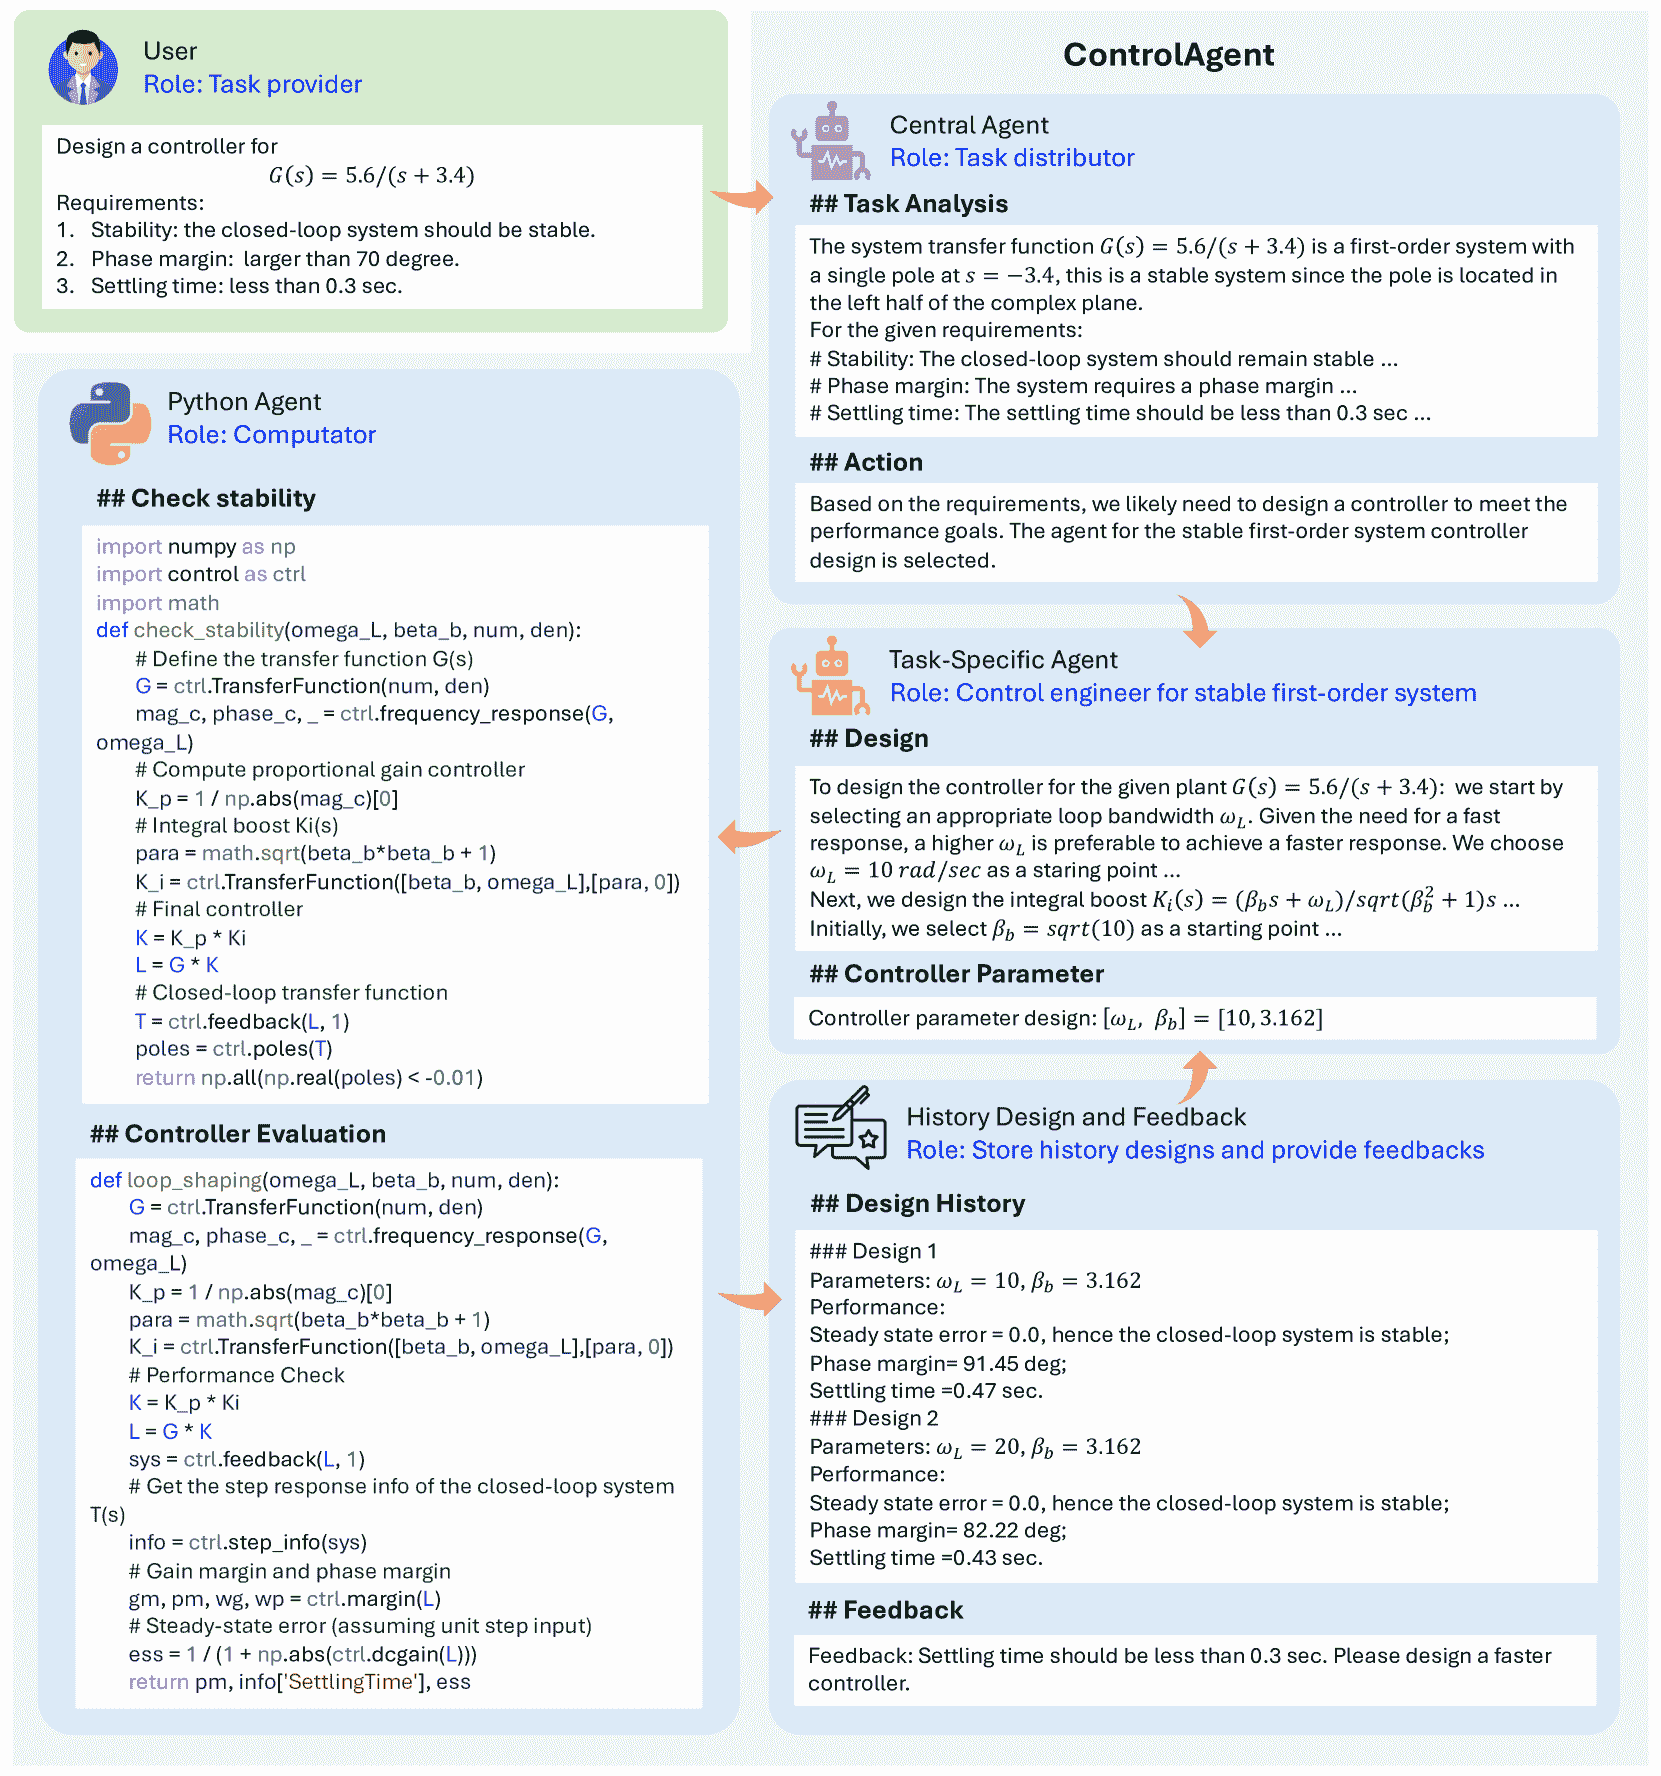 User
Role: Task provider
Design a controller for
G(s) = 5.6/(s + 3.4)
Requirements:
1. Stability: the closed-loop system should be stable.
2. Phase margin: larger than 70 degree.
3. Settling time: less than 0.3 sec.
ControlAgent
Central Agent
Role: Task distributor
## Task Analysis
The system transfer function G(s) = 5.6/(s + 3.4) is a first-order system with
a single pole at s = −3.4, this is a stable system since the pole is located in
the left half of the complex plane.
For the given requirements:
# Stability: The closed-loop system should remain stable ...
# Phase margin: The system requires a phase margin ...
# Settling time: The settling time should be less than 0.3 sec ...
## Action
Based on the requirements, we likely need to design a controller to meet the
performance goals. The agent for the stable first-order system controller
design is selected.
Task-Specific Agent
Role: Control engineer for stable first-order system
## Design
To design the controller for the given plant G(s) = 5.6/(s + 3.4): we start by
selecting an appropriate loop bandwidth ω_L. Given the need for a fast
response, a higher ω_L is preferable to achieve a faster response. We choose
ω_L = 10 rad/sec as a staring point ...
Next, we design the integral boost K_i(s) = (β_b s + ω_L)/sqrt(β_b^2 + 1)s ...
Initially, we select β_b = sqrt(10) as a starting point ...
## Controller Parameter
Controller parameter design: [ω_L, β_b] = [10, 3.162]
Python Agent
Role: Computator
## Check stability
import numpy as np
import control as ctrl
import math
def check_stability(omega_L, beta_b, num, den):
# Define the transfer function G(s)
G = ctrl.TransferFunction(num, den)
mag_c, phase_c, _ = ctrl.frequency_response(G,
omega_L)
# Compute proportional gain controller
K_p = 1 / np.abs(mag_c)[0]
# Integral boost Ki(s)
para = math.sqrt(beta_b*beta_b + 1)
K_i = ctrl.TransferFunction([beta_b, omega_L],[para, 0])
# Final controller
K = K_p * Ki
L = G * K
# Closed-loop transfer function
T = ctrl.feedback(L, 1)
poles = ctrl.poles(T)
return np.all(np.real(poles) < -0.01)
## Controller Evaluation
def loop_shaping(omega_L, beta_b, num, den):
G = ctrl.TransferFunction(num, den)
mag_c, phase_c, _ = ctrl.frequency_response(G,
omega_L)
K_p = 1 / np.abs(mag_c)[0]
para = math.sqrt(beta_b*beta_b + 1)
K_i = ctrl.TransferFunction([beta_b, omega_L],[para, 0])
# Performance Check
K = K_p * Ki
L = G * K
sys = ctrl.feedback(L, 1)
# Get the step response info of the closed-loop system
T(s)
info = ctrl.step_info(sys)
# Gain margin and phase margin
gm, pm, wg, wp = ctrl.margin(L)
# Steady-state error (assuming unit step input)
ess = 1 / (1 + np.abs(ctrl.dcgain(L)))
return pm, info['SettlingTime'], ess
History Design and Feedback
Role: Store history designs and provide feedbacks
## Design History
### Design 1
Parameters: ω_L = 10, β_b = 3.162
Performance:
Steady state error = 0.0, hence the closed-loop system is stable;
Phase margin= 91.45 deg;
Settling time =0.47 sec.
### Design 2
Parameters: ω_L = 20, β_b = 3.162
Performance:
Steady state error = 0.0, hence the closed-loop system is stable;
Phase margin= 82.22 deg;
Settling time =0.43 sec.
## Feedback
Feedback: Settling time should be less than 0.3 sec. Please design a faster
controller.